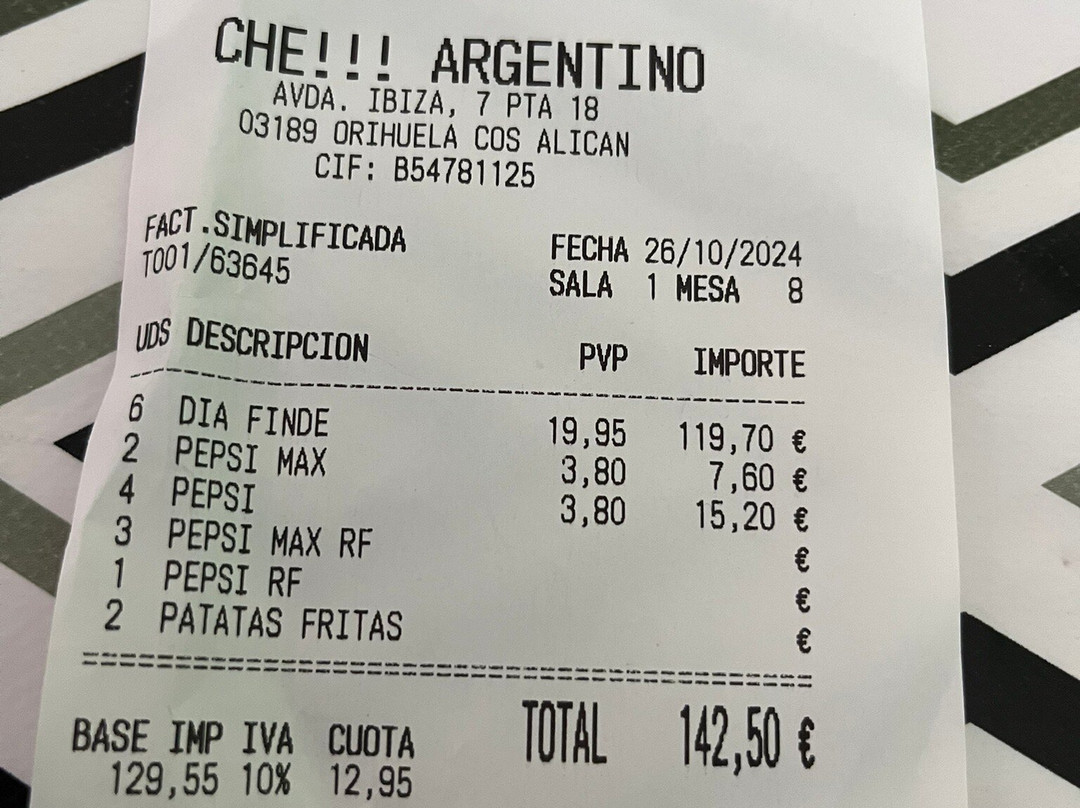 CHE!!! ARGENTINO
AVDA. IBIZA, 7 PTA 18
03189 ORIHUELA COS ALICAN
CIF: B54781125
FACT.SIMPLIFICADA FECHA 26/10/2024
T001/63645 SALA 1 MESA 8
UDS DESCRIPCION PVP IMPORTE
6 DIA FINDE 19,95 119,70 €
2 PEPSI MAX 3,80 7,60 €
4 PEPSI 3,80 15,20 €
3 PEPSI MAX RF €
1 PEPSI RF €
2 PATATAS FRITAS €
BASE IMP IVA CUOTA TOTAL 142,50 €
129,55 10% 12,95